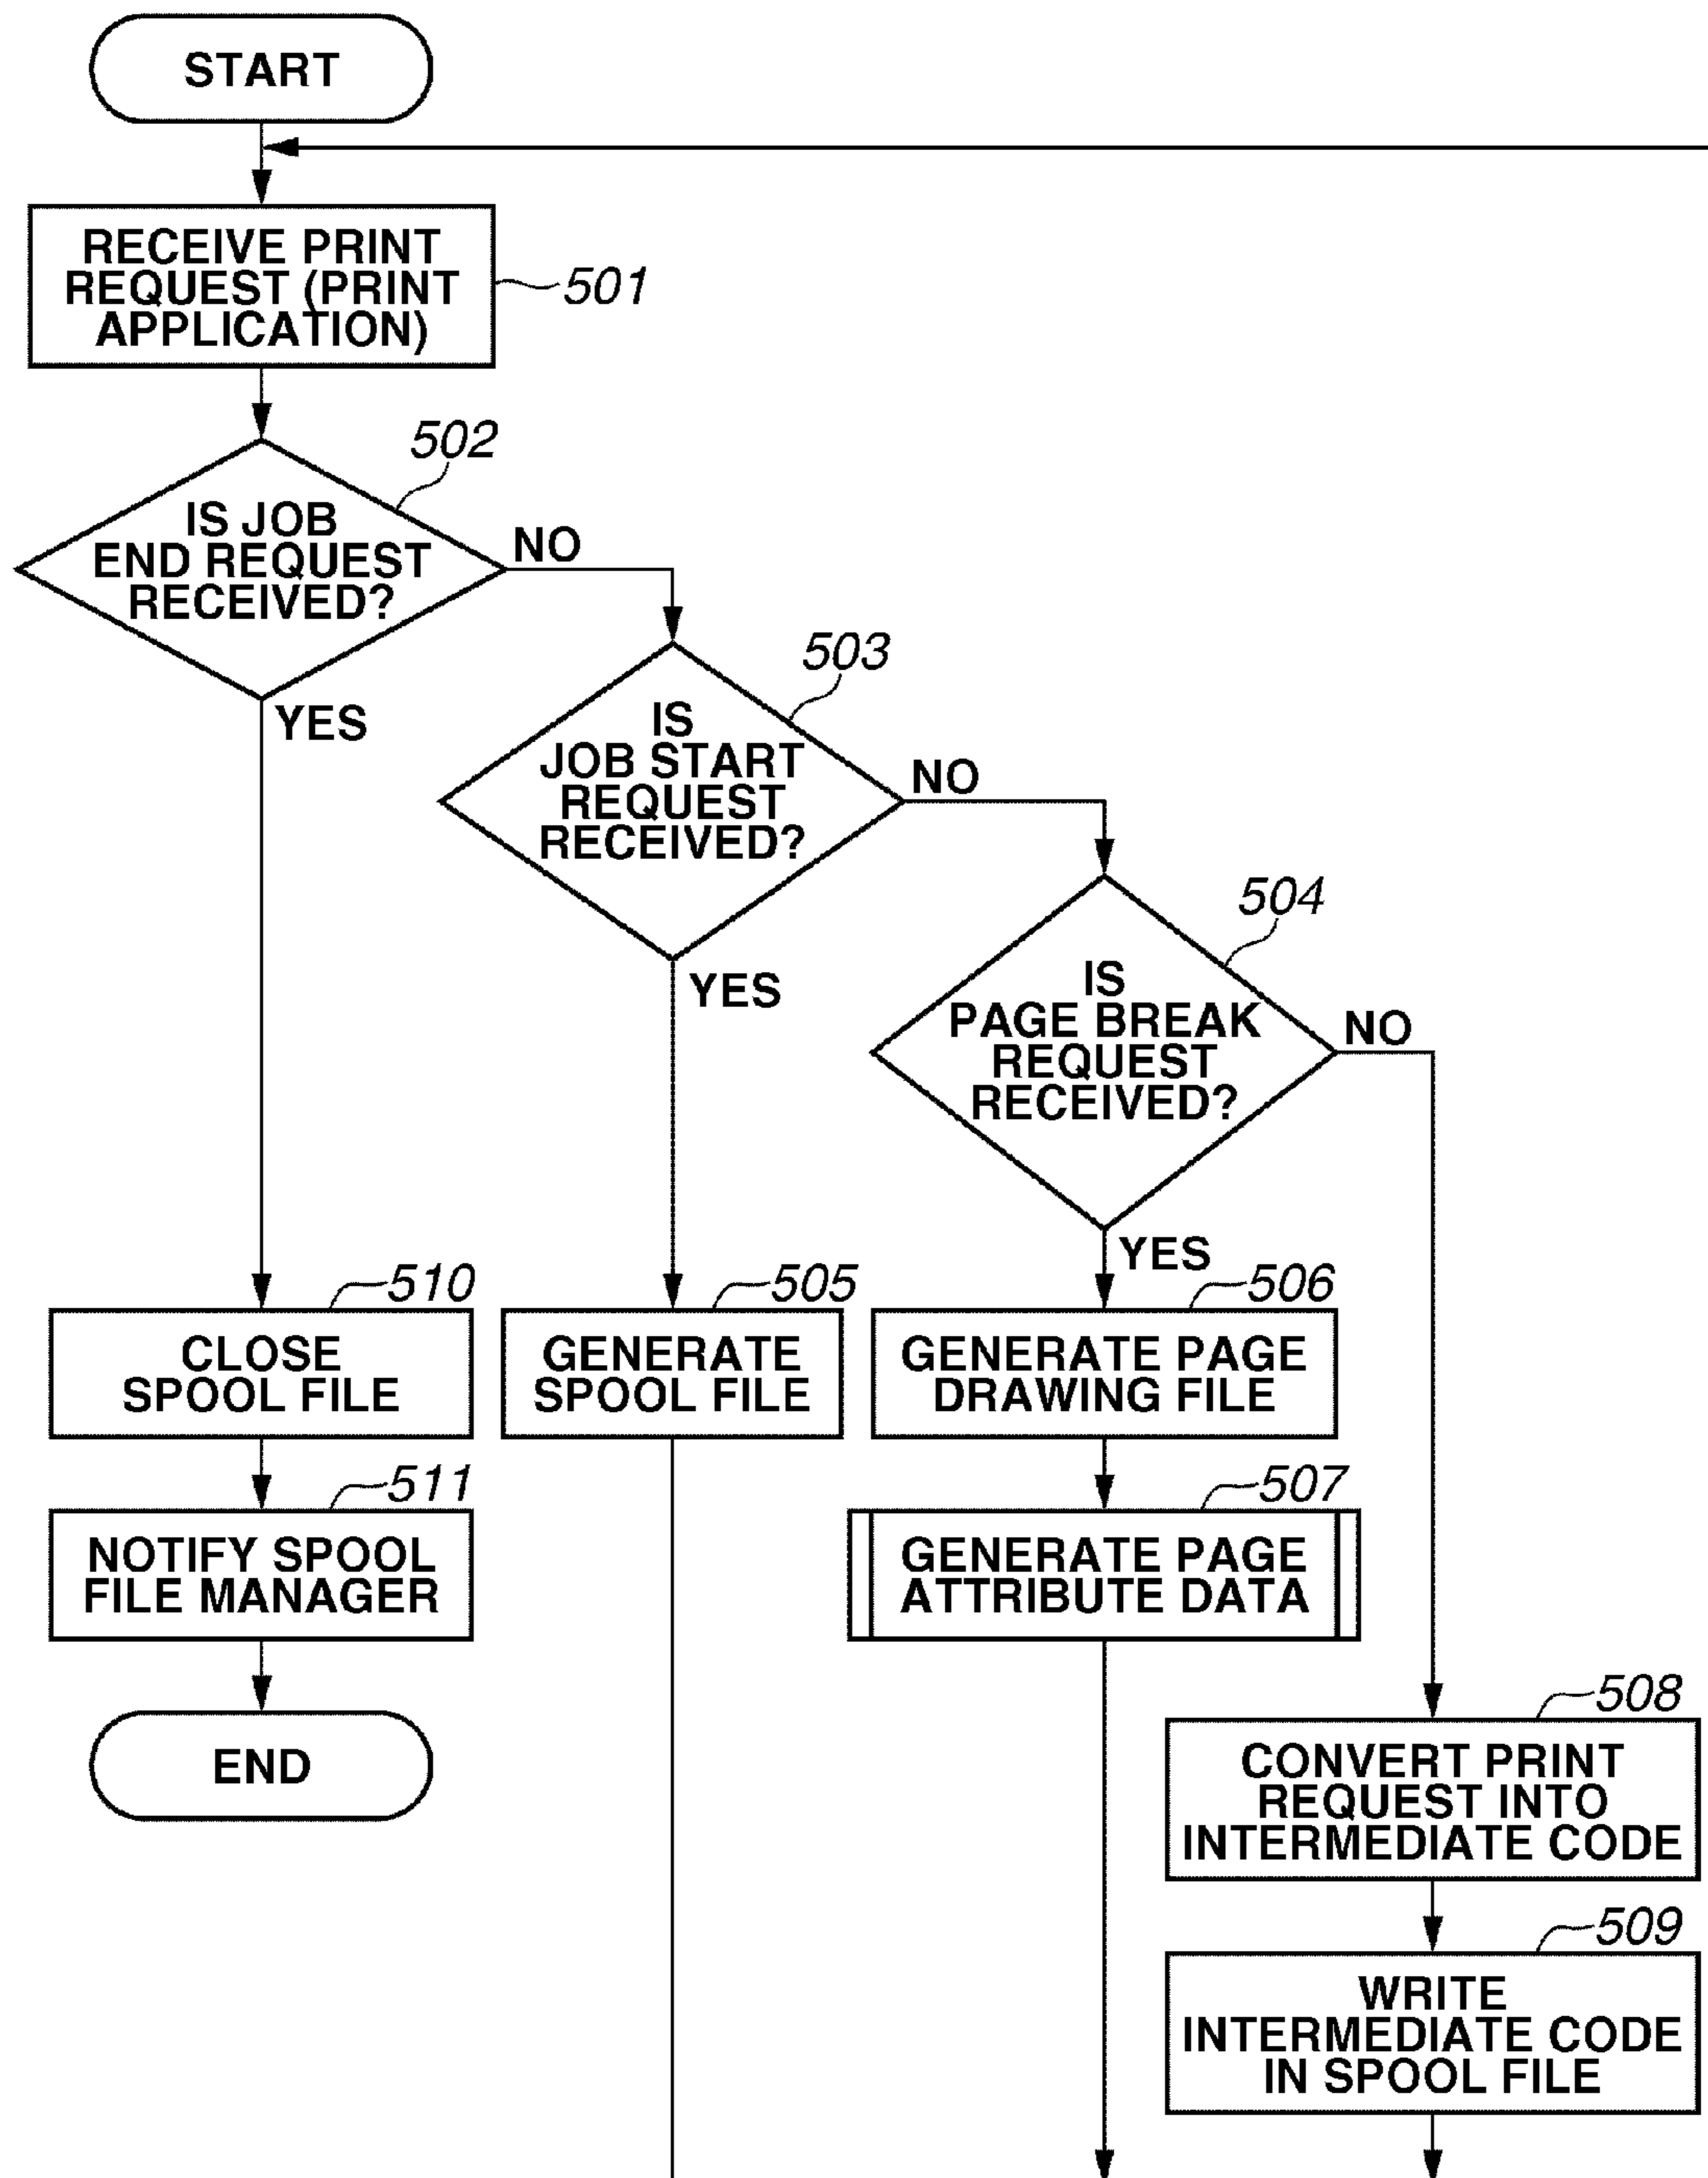 START
RECEIVE PRINT
REQUEST (PRINT
APPLICATION)
501
502
IS JOB
END REQUEST
RECEIVED?
NO
YES
503
IS
JOB START
REQUEST
RECEIVED?
NO
YES
504
IS
PAGE BREAK
REQUEST
RECEIVED?
NO
YES
510
CLOSE
SPOOL FILE
505
GENERATE
SPOOL FILE
506
GENERATE PAGE
DRAWING FILE
511
NOTIFY SPOOL
FILE MANAGER
507
GENERATE PAGE
ATTRIBUTE DATA
END
508
CONVERT PRINT
REQUEST INTO
INTERMEDIATE CODE
509
WRITE
INTERMEDIATE CODE
IN SPOOL FILE